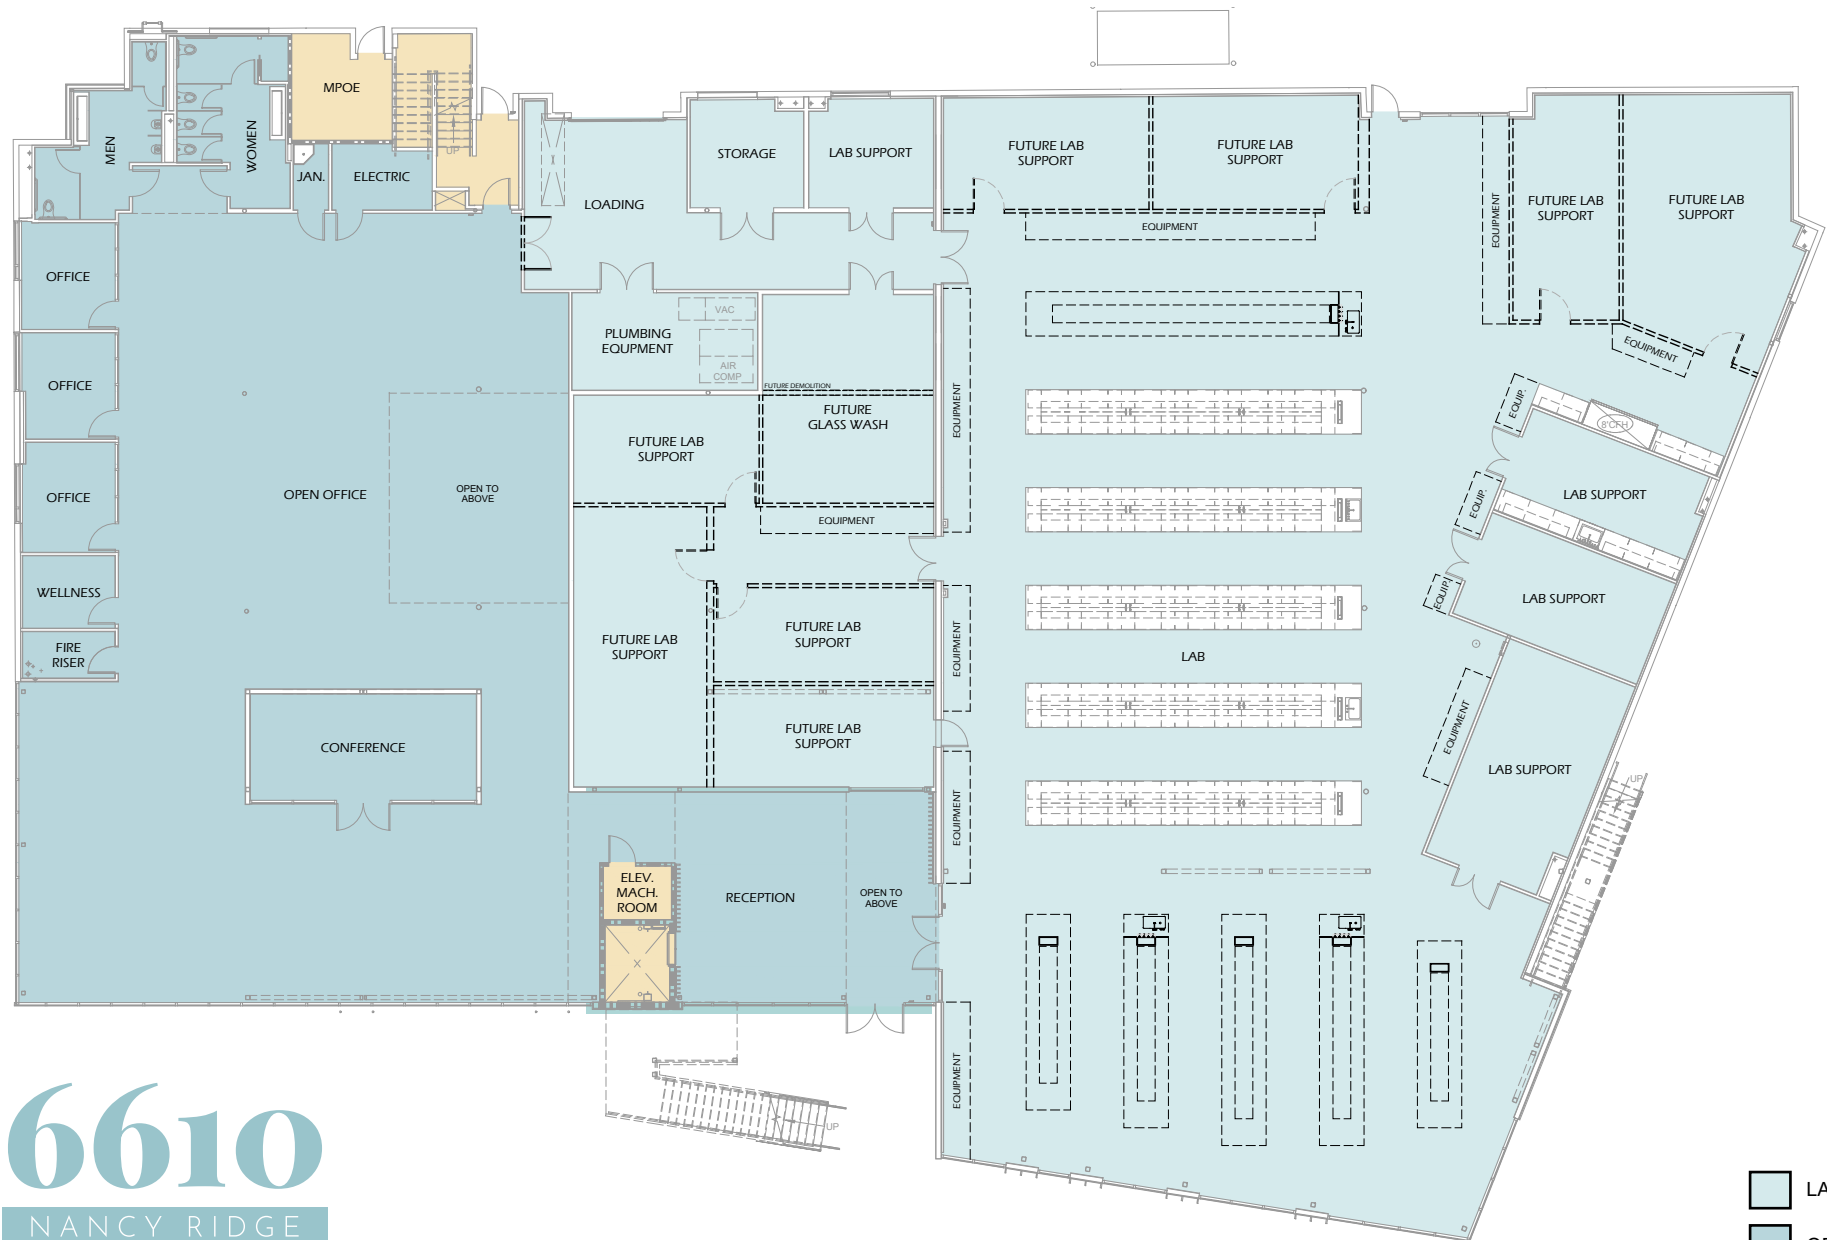 MPOE
MEN
WOMEN
JAN.
ELECTRIC
UP
STORAGE
LAB SUPPORT
FUTURE LAB
SUPPORT
FUTURE LAB
SUPPORT
LOADING
EQUIPMENT
EQUIPMENT
FUTURE LAB
SUPPORT
FUTURE LAB
SUPPORT
OFFICE
VAC
PLUMBING
EQUPMENT
AIR
COMP
EQUIPMENT
OFFICE
FUTURE DEMOLITION
FUTURE
GLASS WASH
EQUIPMENT
EQUIP.
8'CFH
FUTURE LAB
SUPPORT
OFFICE
OPEN OFFICE
OPEN TO
ABOVE
EQUIPMENT
EQUIP.
LAB SUPPORT
WELLNESS
EQUIP.
LAB SUPPORT
FIRE
RISER
FUTURE LAB
SUPPORT
FUTURE LAB
SUPPORT
EQUIPMENT
LAB
CONFERENCE
FUTURE LAB
SUPPORT
EQUIPMENT
LAB SUPPORT
UP
EQUIPMENT
ELEV.
MACH.
ROOM
RECEPTION
OPEN TO
ABOVE
EQUIPMENT
UP
6610
NANCY RIDGE